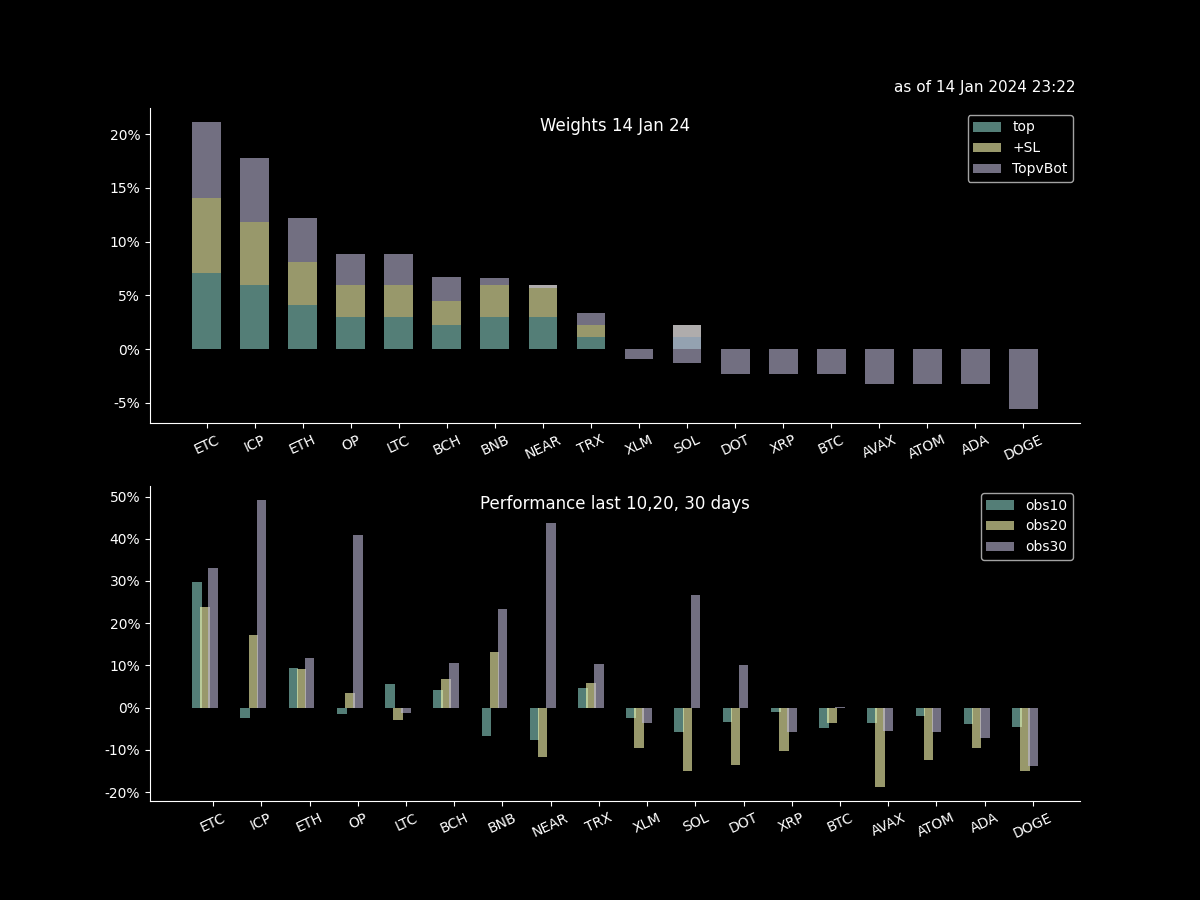 as of 14 Jan 2024 23:22
Weights 14 Jan 24
top
+SL
TopvBot
20%
15%
10%
5%
0%
-5%
ETC ICP ETH OP LTC BCH BNB NEAR TRX XLM SOL DOT XRP BTC AVAX ATOM ADA DOGE
Performance last 10,20, 30 days
obs10
obs20
obs30
50%
40%
30%
20%
10%
0%
-10%
-20%
ETC ICP ETH OP LTC BCH BNB NEAR TRX XLM SOL DOT XRP BTC AVAX ATOM ADA DOGE